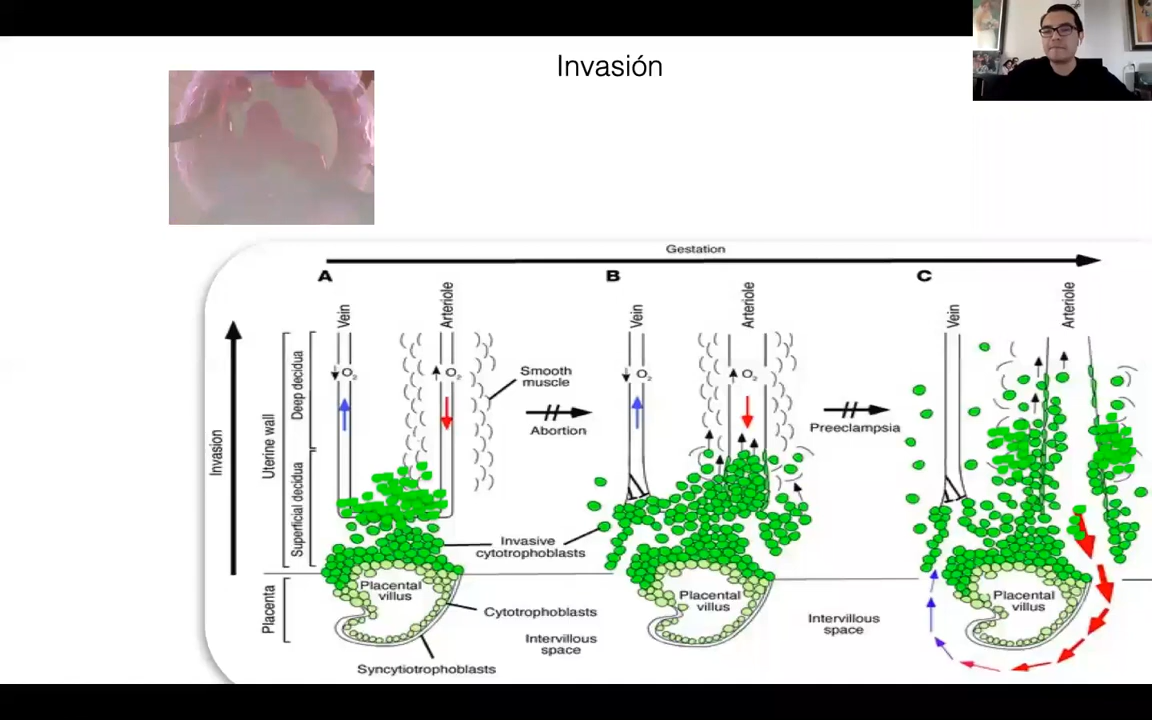 Invasión
Gestation
A
B
C
Vein
Arteriole
Vein
Arteriole
Vein
Arteriole
Invasion
Uterine wall
Deep decidua
Superficial decidua
Placenta
O₂
O₂
O₂
O₂
Smooth
muscle
Abortion
Preeclampsia
Invasive
cytotrophoblasts
Placental
villus
Placental
villus
Placental
villus
Cytotrophoblasts
Intervillous
space
Intervillous
space
Syncytiotrophoblasts